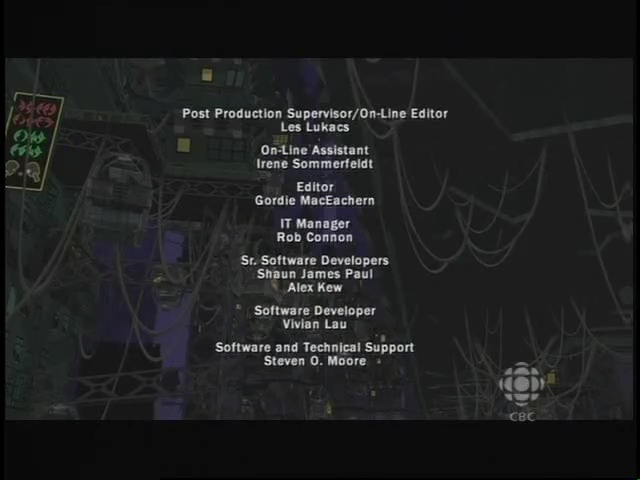 Post Production Supervisor/On-Line Editor
Les Lukacs
On-Line Assistant
Irene Sommerfeldt
Editor
Gordie MacEachern
IT Manager
Rob Connon
Sr. Software Developers
Shaun James Paul
Alex Kew
Software Developer
Vivian Lau
Software and Technical Support
Steven O. Moore
CBC